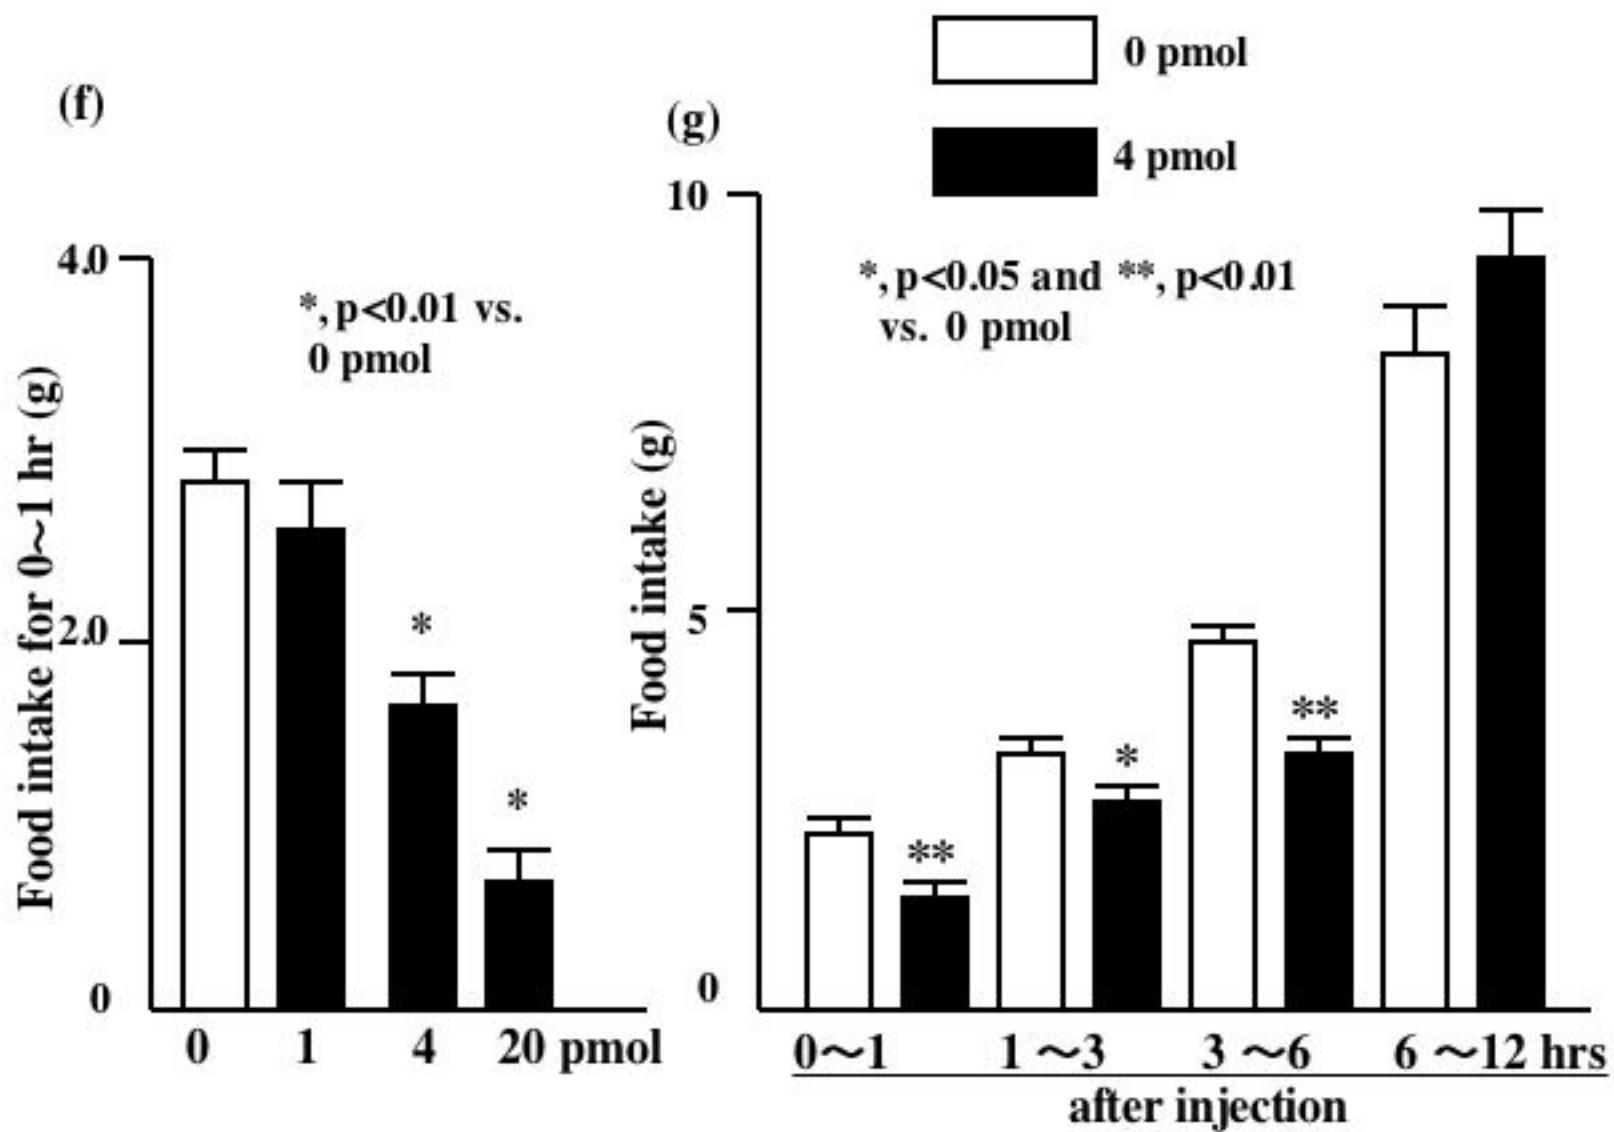 (f)
4.0
2.0
0
Food intake for 0~1 hr (g)
*, p<0.01 vs.
0 pmol
*
*
0 1 4 20 pmol
(g)
0 pmol
4 pmol
10
5
0
Food intake (g)
*, p<0.05 and **, p<0.01
vs. 0 pmol
**
*
**
0~1 1~3 3~6 6~12 hrs
after injection